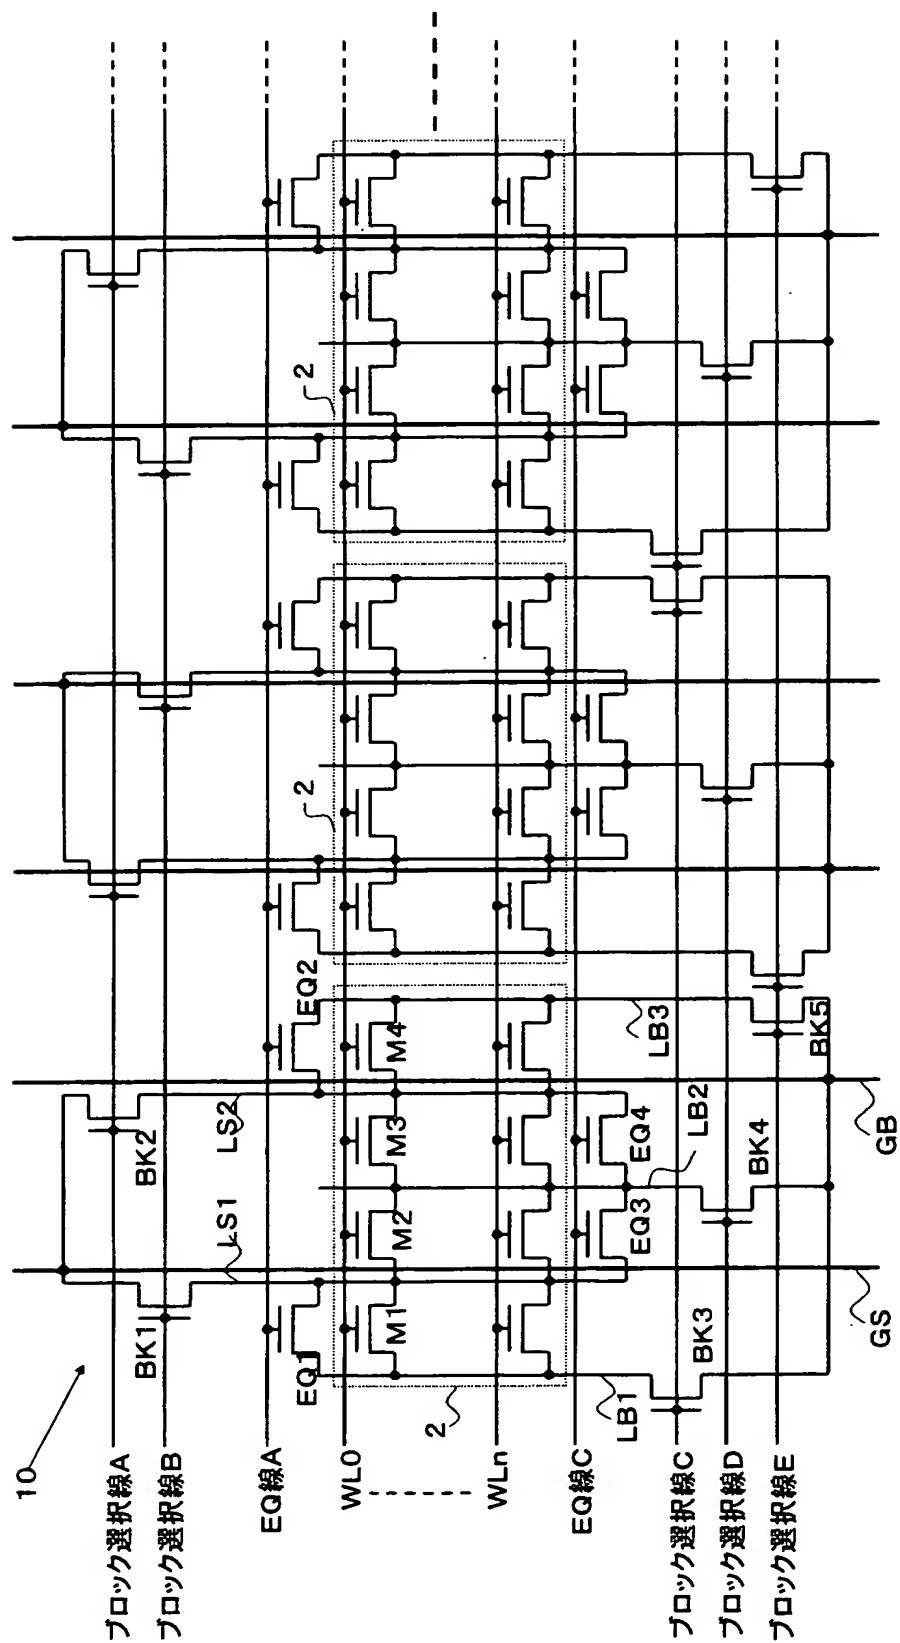 10
ブロック選択線A
ブロック選択線B
EQ線A
WL0
WLn
EQ線C
ブロック選択線C
ブロック選択線D
ブロック選択線E
BK1
BK2
LS1
LS2
EQ1
EQ2
M1
M2
M3
M4
2
2
2
EQ3
EQ4
LB1
LB2
LB3
BK3
BK4
BK5
GS
GB